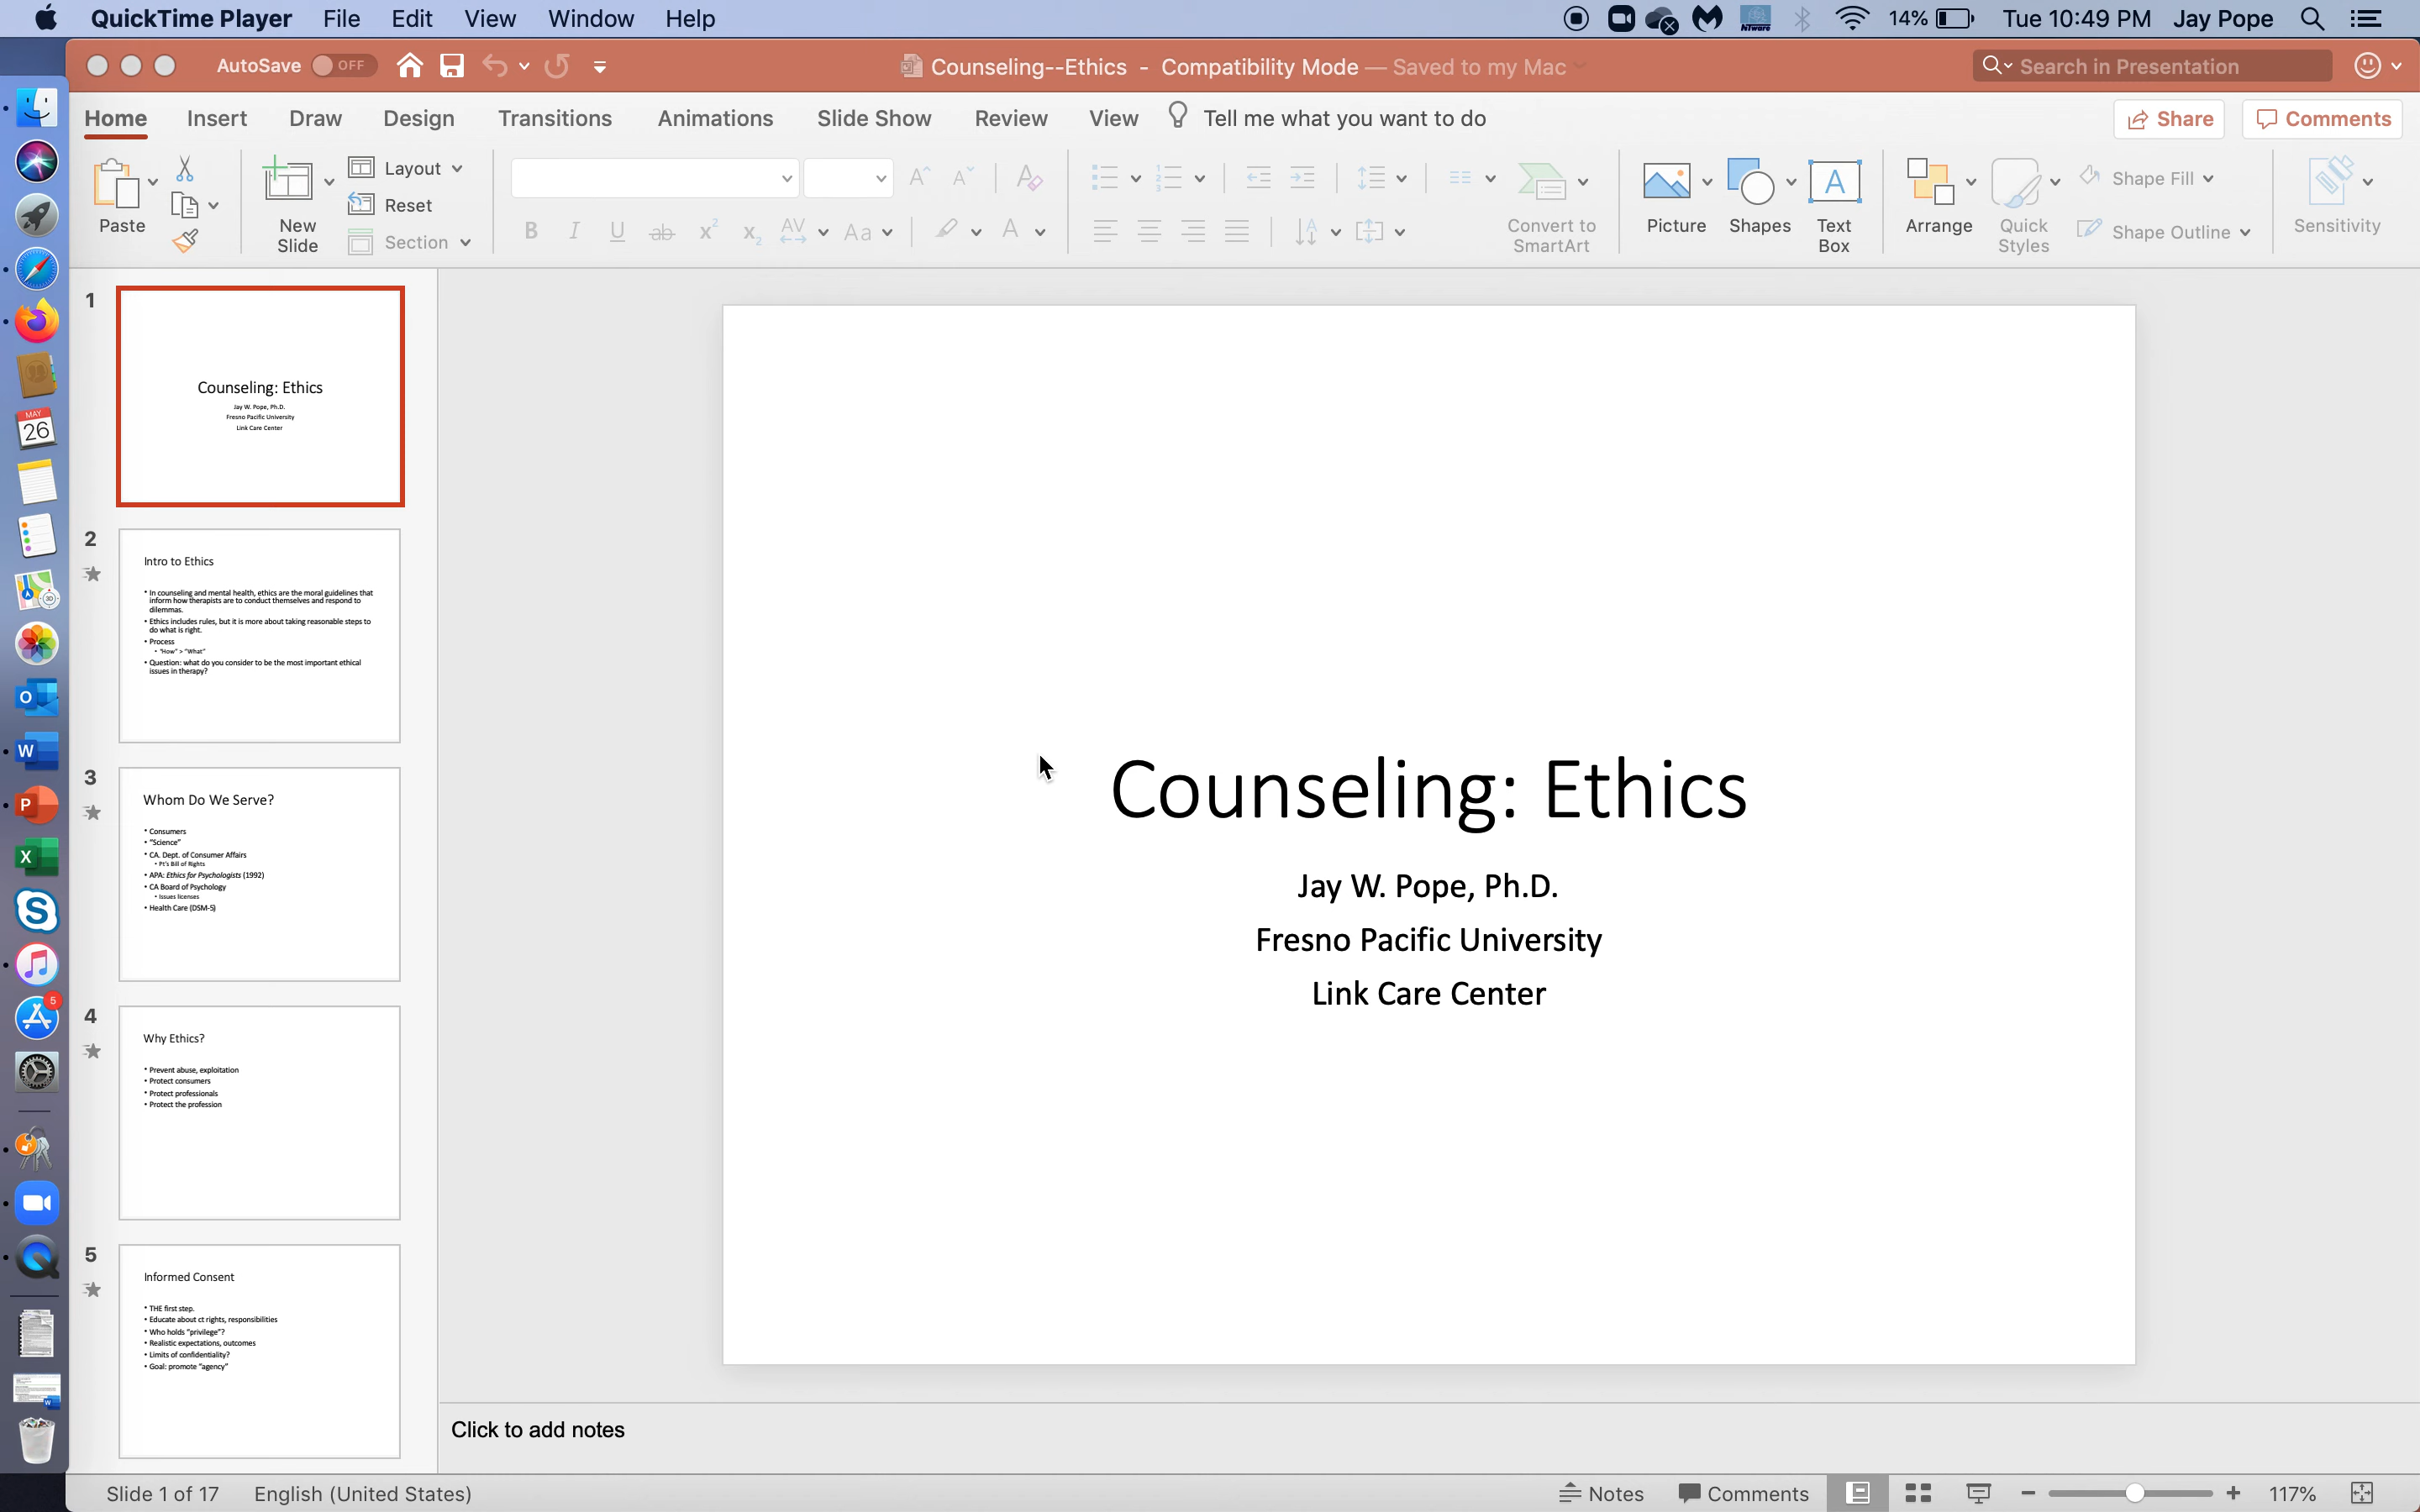 QuickTime Player File Edit View Window Help 14% Tue 10:49 PM Jay Pope
AutoSave OFF Counseling--Ethics - Compatibility Mode — Saved to my Mac Search in Presentation
Home Insert Draw Design Transitions Animations Slide Show Review View Tell me what you want to do Share Comments
Paste
New
Slide
Layout
Reset
Section
Convert to
SmartArt
Picture
Shapes
Text
Box
Arrange
Quick
Styles
Shape Fill
Shape Outline
Sensitivity
1
Counseling: Ethics
Jay W. Pope, Ph.D.
Fresno Pacific University
Link Care Center
2
Intro to Ethics
• In counseling and mental health, ethics are the moral guidelines that
inform how therapists are to conduct themselves and respond to
dilemmas.
• Ethics includes rules, but it is more about taking reasonable steps to
do what is right.
• Process
• "How" > "What"
• Question: what do you consider to be the most important ethical
issues in therapy?
3
Whom Do We Serve?
• Consumers
• "Science"
• CA. Dept. of Consumer Affairs
• Pt's Bill of Rights
• APA: Ethics for Psychologists (1992)
• CA Board of Psychology
• Issues licenses
• Health Care (DSM-5)
4
Why Ethics?
• Prevent abuse, exploitation
• Protect consumers
• Protect professionals
• Protect the profession
5
Informed Consent
• THE first step.
• Educate about ct rights, responsibilities
• Who holds "privilege"?
• Realistic expectations, outcomes
• Limits of confidentiality?
• Goal: promote "agency"
Counseling: Ethics
Jay W. Pope, Ph.D.
Fresno Pacific University
Link Care Center
Click to add notes
Slide 1 of 17 English (United States) Notes Comments 117%
MAY
26
5